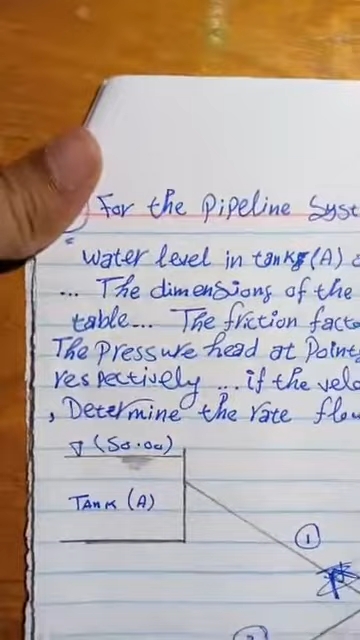 For the Pipeline Syst
water level in tank (A)
... The dimensions of the
table... The friction facto
The Pressure head at Point
respectively ... if the velo
, Determine the rate flow
▽ (50.00)
TANK (A)
1